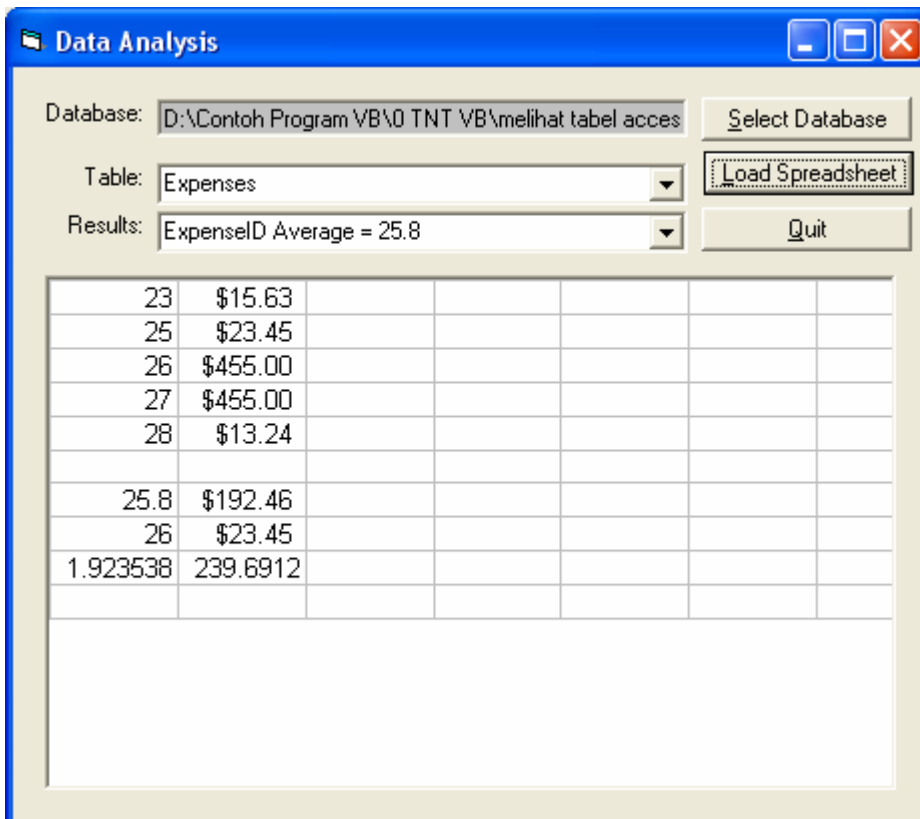 Data Analysis
Database: D:\Contoh Program VB\0 TNT VB\melihat tabel acces Select Database
Table: Expenses Load Spreadsheet
Results: ExpenseID Average = 25.8 Quit
23 $15.63
25 $23.45
26 $455.00
27 $455.00
28 $13.24
25.8 $192.46
26 $23.45
1.923538 239.6912